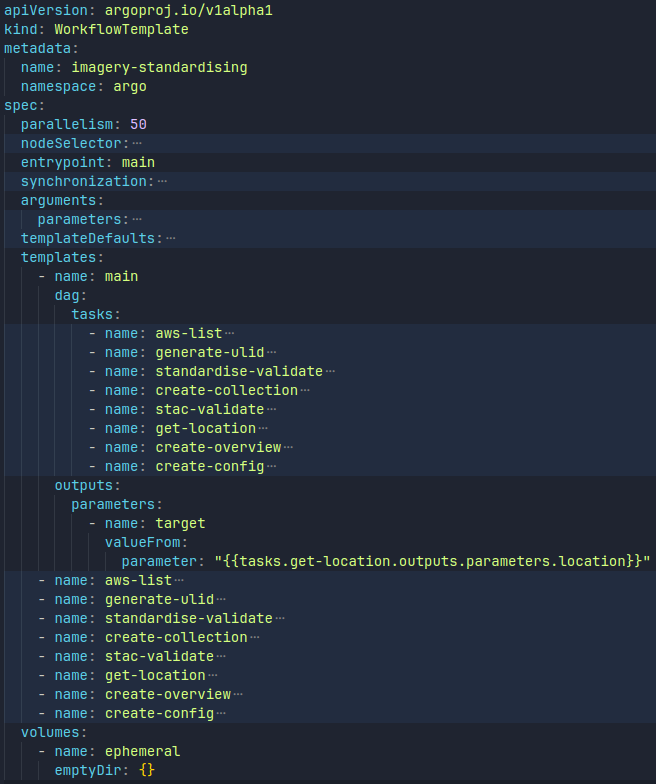 apiVersion: argoproj.io/v1alpha1
kind: WorkflowTemplate
metadata:
  name: imagery-standardising
  namespace: argo
spec:
  parallelism: 50
  nodeSelector:⋯
  entrypoint: main
  synchronization:⋯
  arguments:
    parameters:⋯
  templateDefaults:⋯
  templates:
    - name: main
      dag:
        tasks:
          - name: aws-list⋯
          - name: generate-ulid⋯
          - name: standardise-validate⋯
          - name: create-collection⋯
          - name: stac-validate⋯
          - name: get-location⋯
          - name: create-overview⋯
          - name: create-config⋯
      outputs:
        parameters:
          - name: target
            valueFrom:
              parameter: "{{tasks.get-location.outputs.parameters.location}}"
    - name: aws-list⋯
    - name: generate-ulid⋯
    - name: standardise-validate⋯
    - name: create-collection⋯
    - name: stac-validate⋯
    - name: get-location⋯
    - name: create-overview⋯
    - name: create-config⋯
  volumes:
    - name: ephemeral
      emptyDir: {}